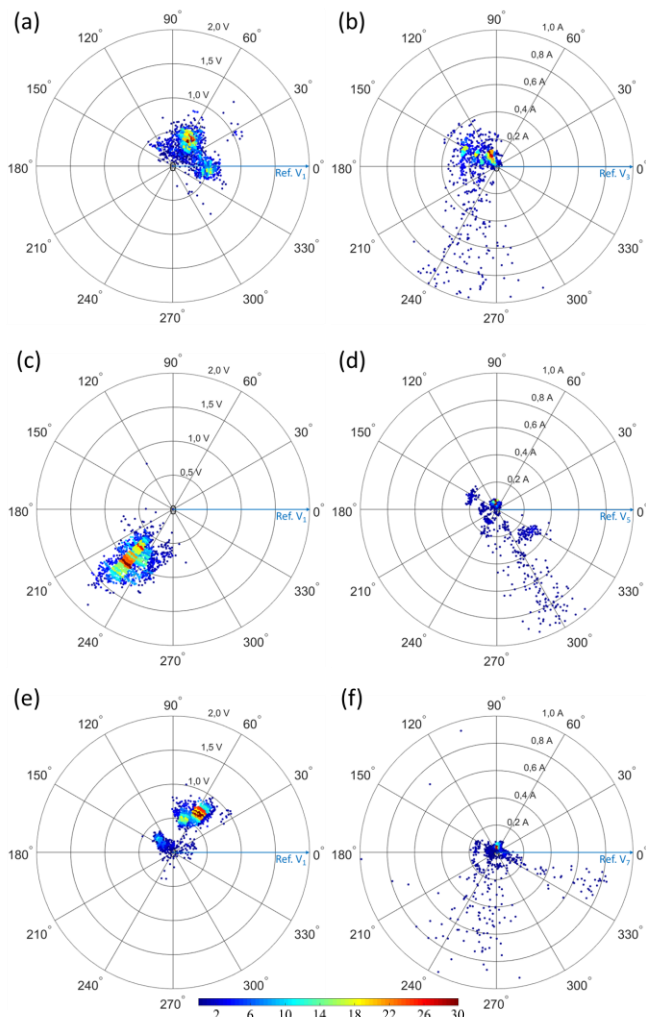 (a)
90°
2,0 V
120°
60°
1,5 V
150°
1,0 V
30°
180°
0
Ref. V₁
0°
210°
330°
240°
300°
270°
(b)
90°
1,0 A
120°
60°
0,8 A
0,6 A
150°
0,4 A
30°
0,2 A
180°
Ref. V₃
0°
210°
330°
240°
300°
270°
(c)
90°
2,0 V
120°
60°
1,5 V
150°
1,0 V
30°
0,5 V
180°
0
Ref. V₁
0°
210°
330°
240°
300°
270°
(d)
90°
1,0 A
120°
60°
0,8 A
0,6 A
150°
0,4 A
30°
0,2 A
180°
Ref. V₅
0°
210°
330°
240°
300°
270°
(e)
90°
2,0 V
120°
60°
1,5 V
150°
1,0 V
30°
180°
0
Ref. V₁
0°
210°
330°
240°
300°
270°
(f)
90°
1,0 A
120°
60°
0,8 A
0,6 A
150°
0,4 A
30°
0,2 A
180°
Ref. V₇
0°
210°
330°
240°
300°
270°
2 6 10 14 18 22 26 30